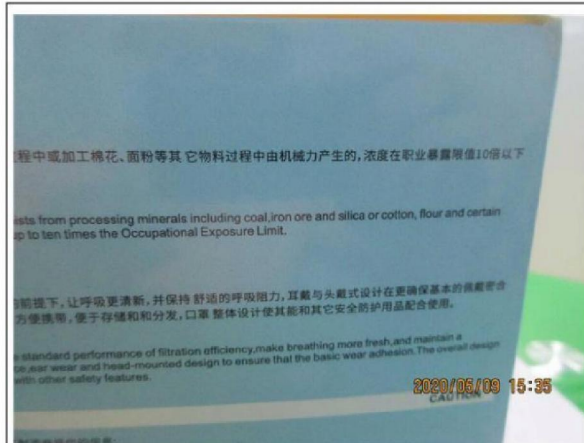 程中或加工棉花、面粉等其 它物料过程中由机械力产生的,浓度在职业暴露限值10倍以下
ists from processing minerals including coal,iron ore and silica or cotton, flour and certain
up to ten times the Occupational Exposure Limit.
的前提下,让呼吸更清新,并保持 舒适的呼吸阻力,耳戴与头戴式设计在更确保基本的佩戴密合
方便携带,便于存储和和分发,口罩 整体设计使其能和其它安全防护用品配合使用。
e standard performance of filtration efficiency,make breathing more fresh,and maintain a
ce,ear wear and head-mounted design to ensure that the basic wear adhesion.The overall design
with other safety features.
2020/05/09 15:35
CAUTION